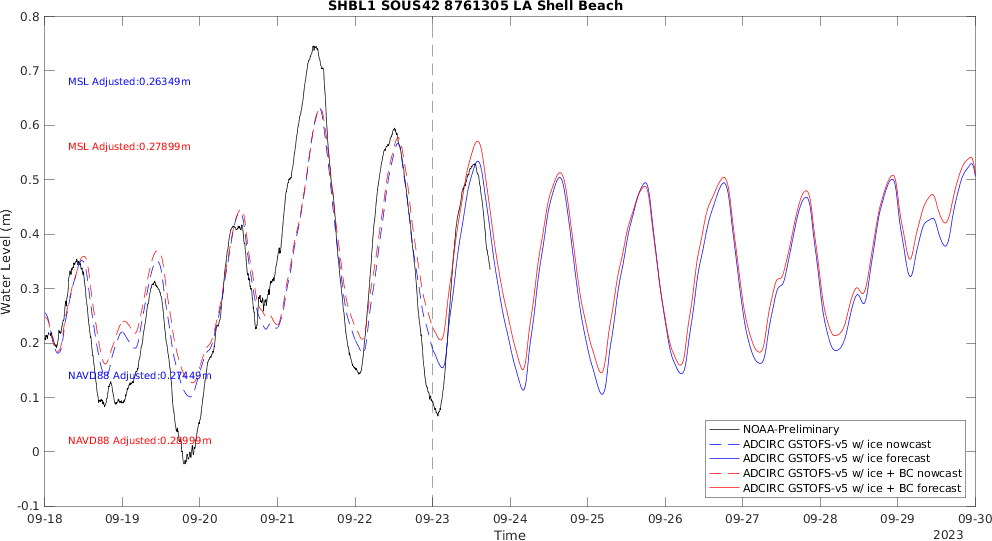 SHBL1 SOUS42 8761305 LA Shell Beach
0.8
0.7
0.6
0.5
0.4
0.3
0.2
0.1
0
-0.1
Water Level (m)
MSL Adjusted:0.26349m
MSL Adjusted:0.27899m
NAVD88 Adjusted:0.27449m
NAVD88 Adjusted:0.28999m
NOAA-Preliminary
ADCIRC GSTOFS-v5 w/ ice nowcast
ADCIRC GSTOFS-v5 w/ ice forecast
ADCIRC GSTOFS-v5 w/ ice + BC nowcast
ADCIRC GSTOFS-v5 w/ ice + BC forecast
09-18 09-19 09-20 09-21 09-22 09-23 09-24 09-25 09-26 09-27 09-28 09-29 09-30
Time
2023